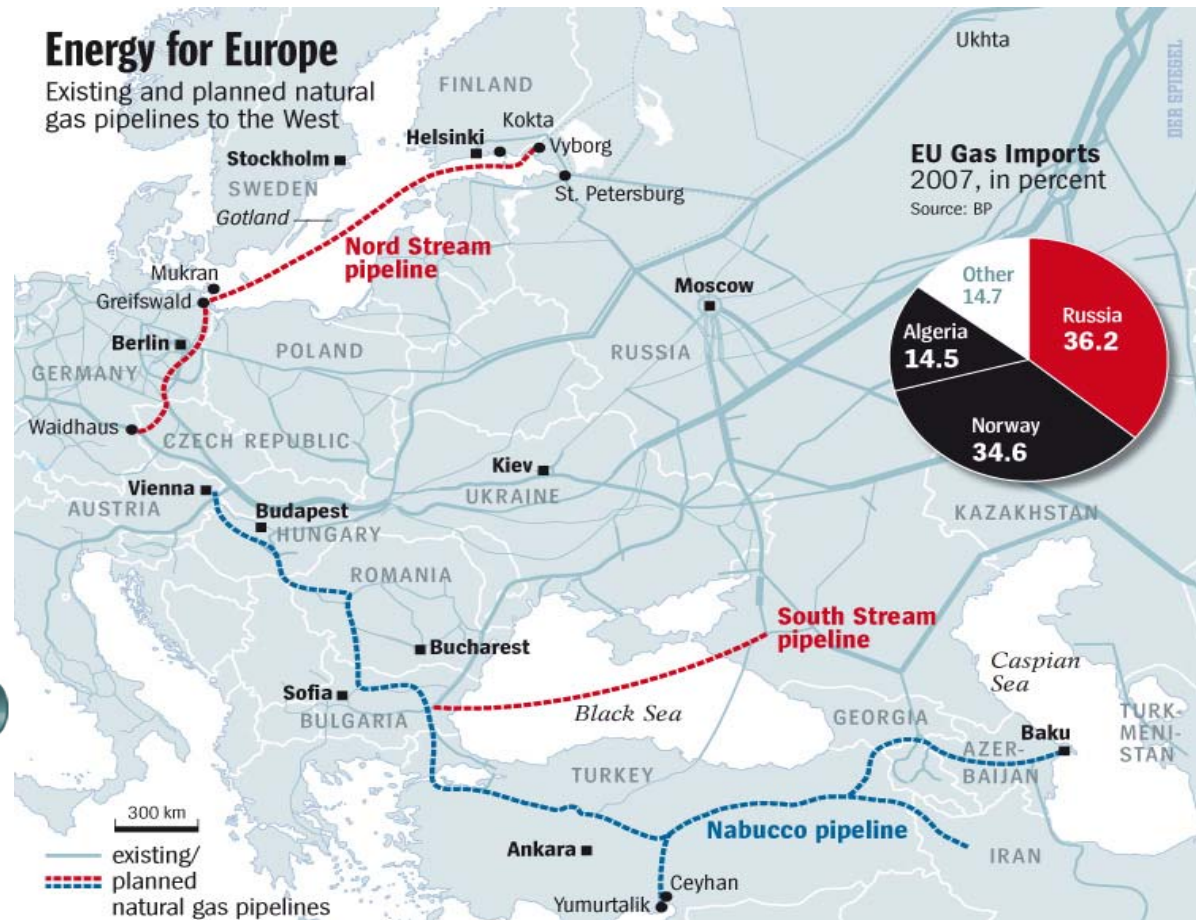 Energy for Europe
Existing and planned natural
gas pipelines to the West
Ukhta
DER SPIEGEL
FINLAND
Kokta
Helsinki
Vyborg
Stockholm
SWEDEN
St. Petersburg
Gotland
Nord Stream
pipeline
EU Gas Imports
2007, in percent
Source: BP
Other
14.7
Russia
36.2
Algeria
14.5
Norway
34.6
Mukran
Greifswald
Moscow
Berlin
POLAND
RUSSIA
GERMANY
Waidhaus
CZECH REPUBLIC
Kiev
UKRAINE
Vienna
AUSTRIA
Budapest
HUNGARY
KAZAKHSTAN
ROMANIA
South Stream
pipeline
Bucharest
Caspian
Sea
Sofia
BULGARIA
Black Sea
GEORGIA
Baku
TURK-
MENI-
STAN
AZER-
BAIJAN
TURKEY
300 km
Nabucco pipeline
Ankara
IRAN
existing/
planned
natural gas pipelines
Ceyhan
Yumurtalik